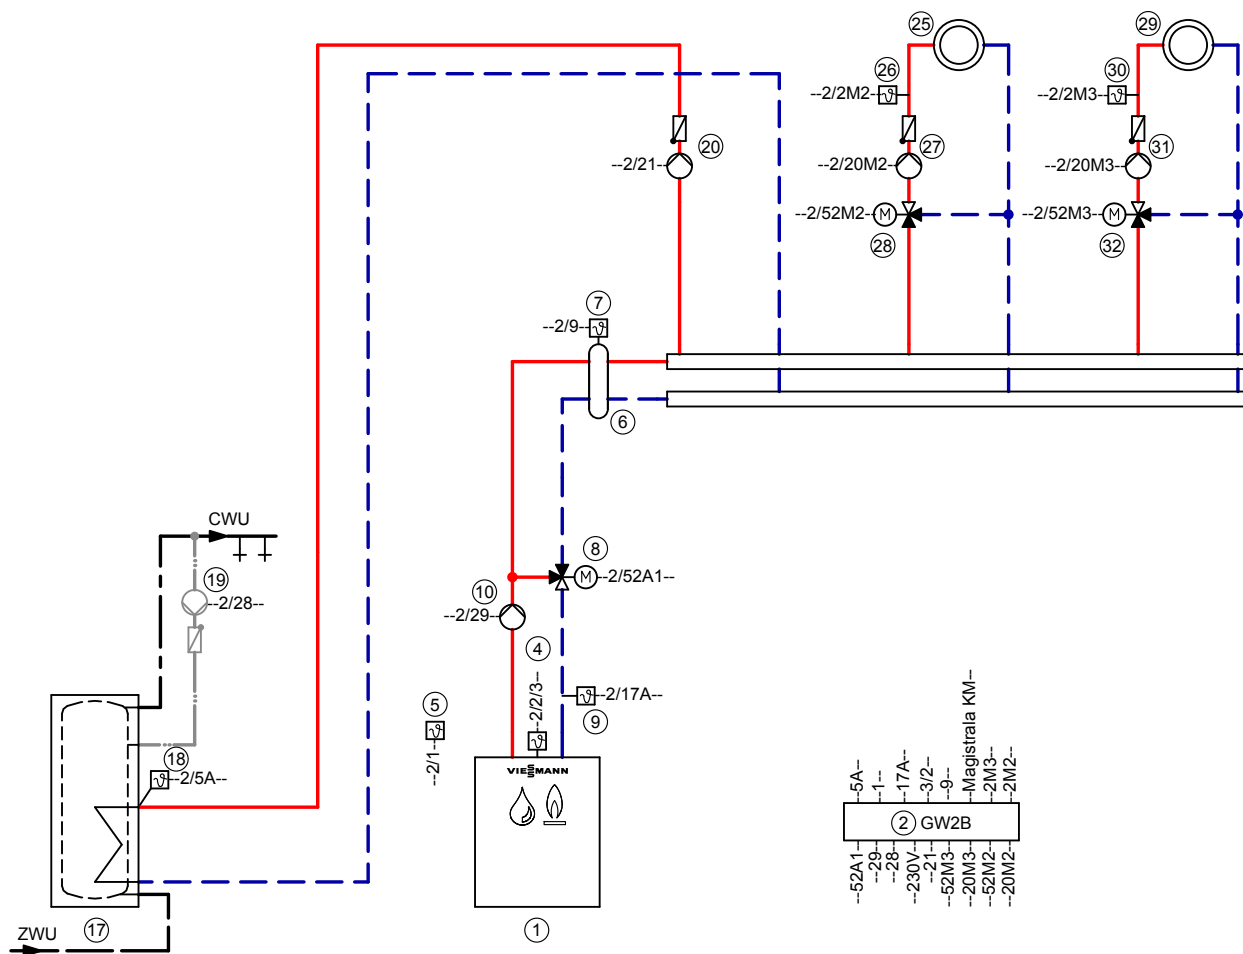 25
29
26
--2/2M2--
30
--2/2M3--
20
--2/21--
27
--2/20M2--
31
--2/20M3--
--2/52M2--
M
28
--2/52M3--
M
32
7
--2/9--
6
CWU
8
M
--2/52A1--
19
--2/28--
10
--2/29--
4
--2/2/3--
5
--2/1--
--2/17A--
9
18
--2/5A--
VIESSMANN
17
ZWU
1
--5A--
--1--
--17A--
--3/2--
--9--
--Magistrala KM--
--2M3--
--2M2--
2 GW2B
--52A1--
--29--
--28--
--230V--
--21--
--52M3--
--20M3--
--52M2--
--20M2--